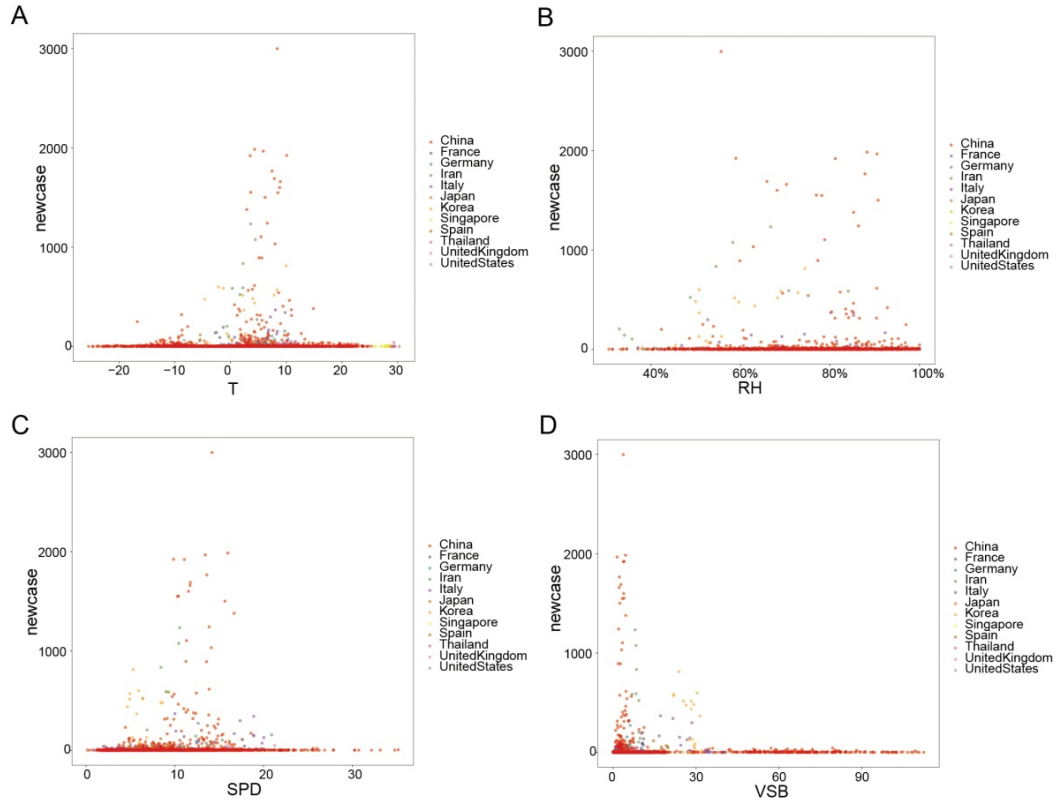 A
3000
2000
1000
0
newcase
−20
−10
0
10
20
30
T
China
France
Germany
Iran
Italy
Japan
Korea
Singapore
Spain
Thailand
UnitedKingdom
UnitedStates
B
3000
2000
1000
0
newcase
40%
60%
80%
100%
RH
China
France
Germany
Iran
Italy
Japan
Korea
Singapore
Spain
Thailand
UnitedKingdom
UnitedStates
C
3000
2000
1000
0
newcase
0
10
20
30
SPD
China
France
Germany
Iran
Italy
Japan
Korea
Singapore
Spain
Thailand
UnitedKingdom
UnitedStates
D
3000
2000
1000
0
newcase
0
30
60
90
VSB
China
France
Germany
Iran
Italy
Japan
Korea
Singapore
Spain
Thailand
UnitedKingdom
UnitedStates